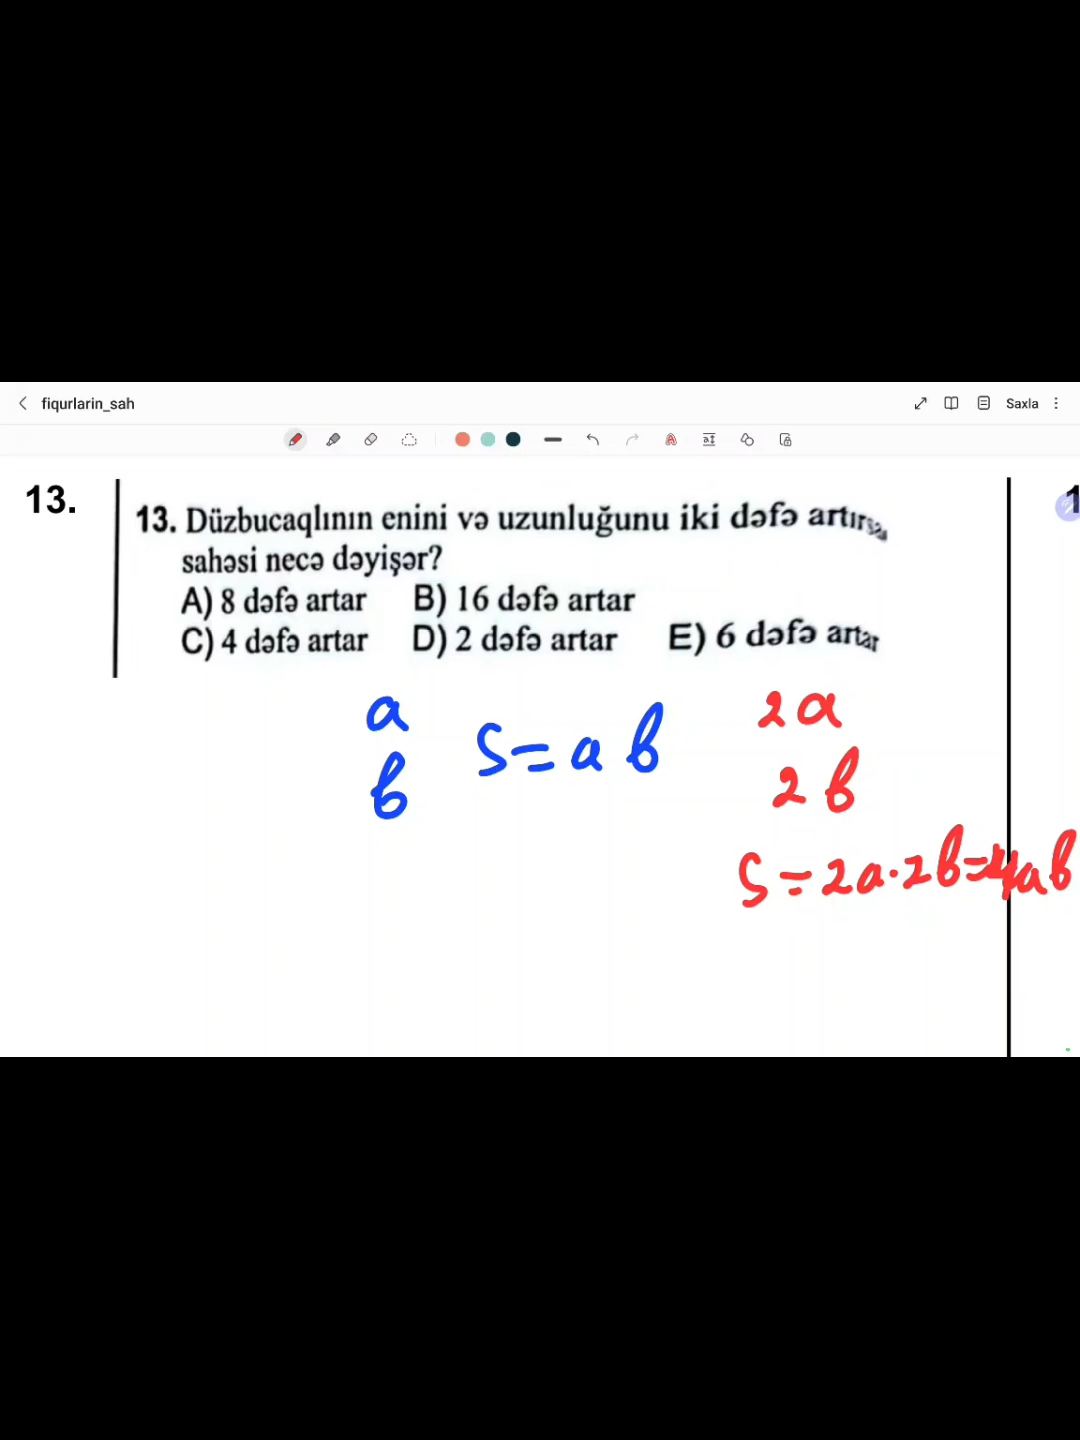 fiqurlarin_sah
Saxla
13.
13. Düzbucaqlının enini və uzunluğunu iki dəfə artırsaq
sahəsi necə dəyişər?
A) 8 dəfə artar B) 16 dəfə artar
C) 4 dəfə artar D) 2 dəfə artar E) 6 dəfə artar
a
b
S=ab
2a
2b
S=2a·2b=4ab